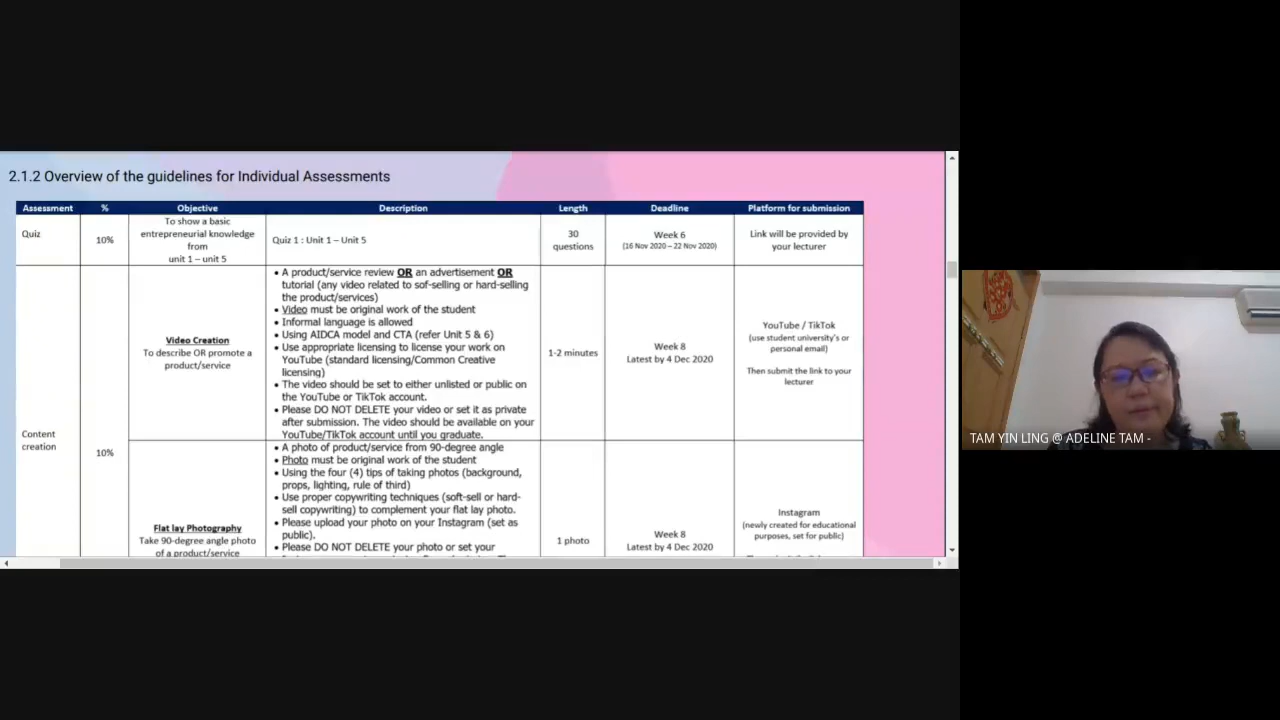 2.1.2 Overview of the guidelines for Individual Assessments
Assessment % Objective Description Length Deadline Platform for submission
Quiz
10%
To show a basic
entrepreneurial knowledge
from
unit 1 – unit 5
Quiz 1 : Unit 1 – Unit 5
30
questions
Week 6
(16 Nov 2020 – 22 Nov 2020)
Link will be provided by
your lecturer
Content
creation
10%
Video Creation
To describe OR promote a
product/service
• A product/service review OR an advertisement OR
tutorial (any video related to sof-selling or hard-selling
the product/services)
• Video must be original work of the student
• Informal language is allowed
• Using AIDCA model and CTA (refer Unit 5 & 6)
• Use appropriate licensing to license your work on
YouTube (standard licensing/Common Creative
licensing)
• The video should be set to either unlisted or public on
the YouTube or TikTok account.
• Please DO NOT DELETE your video or set it as private
after submission. The video should be available on your
YouTube/TikTok account until you graduate.
1-2 minutes
Week 8
Latest by 4 Dec 2020
YouTube / TikTok
(use student university's or
personal email)
Then submit the link to your
lecturer
Flat lay Photography
Take 90-degree angle photo
of a product/service
• A photo of product/service from 90-degree angle
• Photo must be original work of the student
• Using the four (4) tips of taking photos (background,
props, lighting, rule of third)
• Use proper copywriting techniques (soft-sell or hard-
sell copywriting) to complement your flat lay photo.
• Please upload your photo on your Instagram (set as
public).
• Please DO NOT DELETE your photo or set your
1 photo
Week 8
Latest by 4 Dec 2020
Instagram
(newly created for educational
purposes, set for public)
TAM YIN LING @ ADELINE TAM -